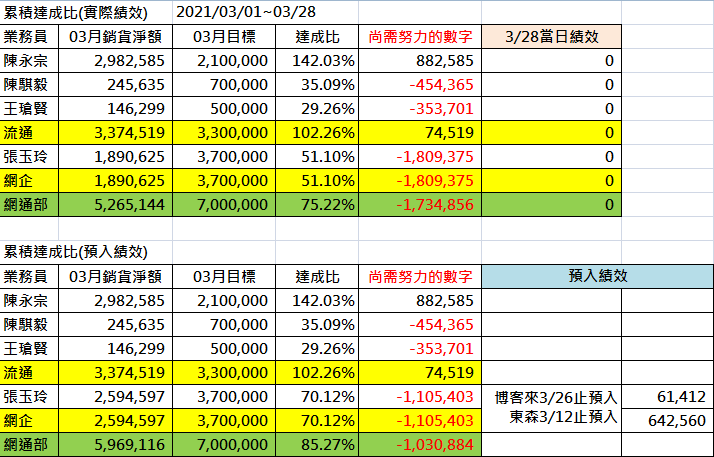 累積達成比(實際績效) 2021/03/01~03/28
業務員 03月銷貨淨額 03月目標 達成比 尚需努力的數字 3/28當日績效
陳永宗 2,982,585 2,100,000 142.03% 882,585 0
陳騏毅 245,635 700,000 35.09% -454,365 0
王瑲賢 146,299 500,000 29.26% -353,701 0
流通 3,374,519 3,300,000 102.26% 74,519 0
張玉玲 1,890,625 3,700,000 51.10% -1,809,375 0
網企 1,890,625 3,700,000 51.10% -1,809,375 0
網通部 5,265,144 7,000,000 75.22% -1,734,856 0
累積達成比(預入績效)
業務員 03月銷貨淨額 03月目標 達成比 尚需努力的數字 預入績效
陳永宗 2,982,585 2,100,000 142.03% 882,585
陳騏毅 245,635 700,000 35.09% -454,365
王瑲賢 146,299 500,000 29.26% -353,701
流通 3,374,519 3,300,000 102.26% 74,519
張玉玲 2,594,597 3,700,000 70.12% -1,105,403 博客來3/26止預入 61,412
網企 2,594,597 3,700,000 70.12% -1,105,403 東森3/12止預入 642,560
網通部 5,969,116 7,000,000 85.27% -1,030,884